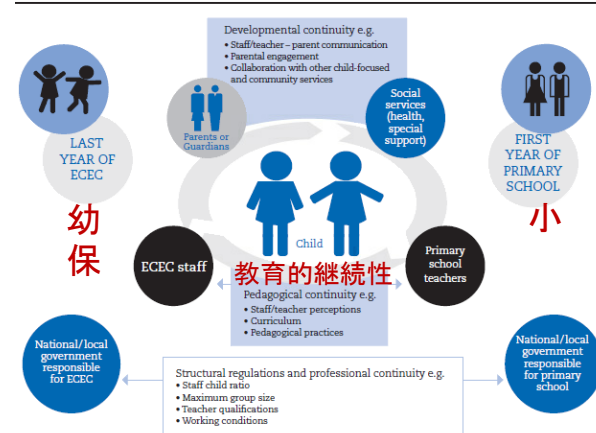 Developmental continuity e.g.
• Staff/teacher – parent communication
• Parental engagement
• Collaboration with other child-focused
and community services
Parents or
Guardians
Social
services
(health,
special
support)
LAST
YEAR OF
ECEC
FIRST
YEAR OF
PRIMARY
SCHOOL
幼
保
小
Child
ECEC staff
教育的継続性
Primary
school
teachers
Pedagogical continuity e.g.
• Staff/teacher perceptions
• Curriculum
• Pedagogical practices
National/local
government
responsible
for ECEC
National/local
government
responsible
for primary
school
Structural regulations and professional continuity e.g.
• Staff child ratio
• Maximum group size
• Teacher qualifications
• Working conditions